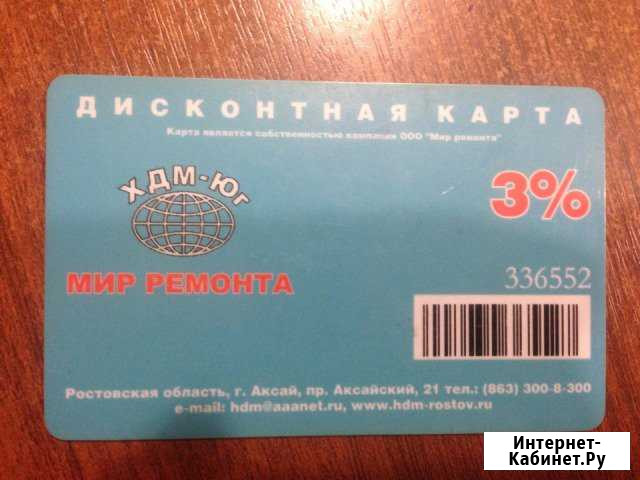 ДИСКОНТНАЯ КАРТА
Карта является собственностью компании ООО "Мир ремонта"
ХДМ-Юг
3%
МИР РЕМОНТА
336552
Ростовская область, г. Аксай, пр. Аксайский, 21 тел.: (863) 300-8-300
e-mail: hdm@aaanet.ru, www.hdm-rostov.ru
Интернет-
Кабинет.Ру